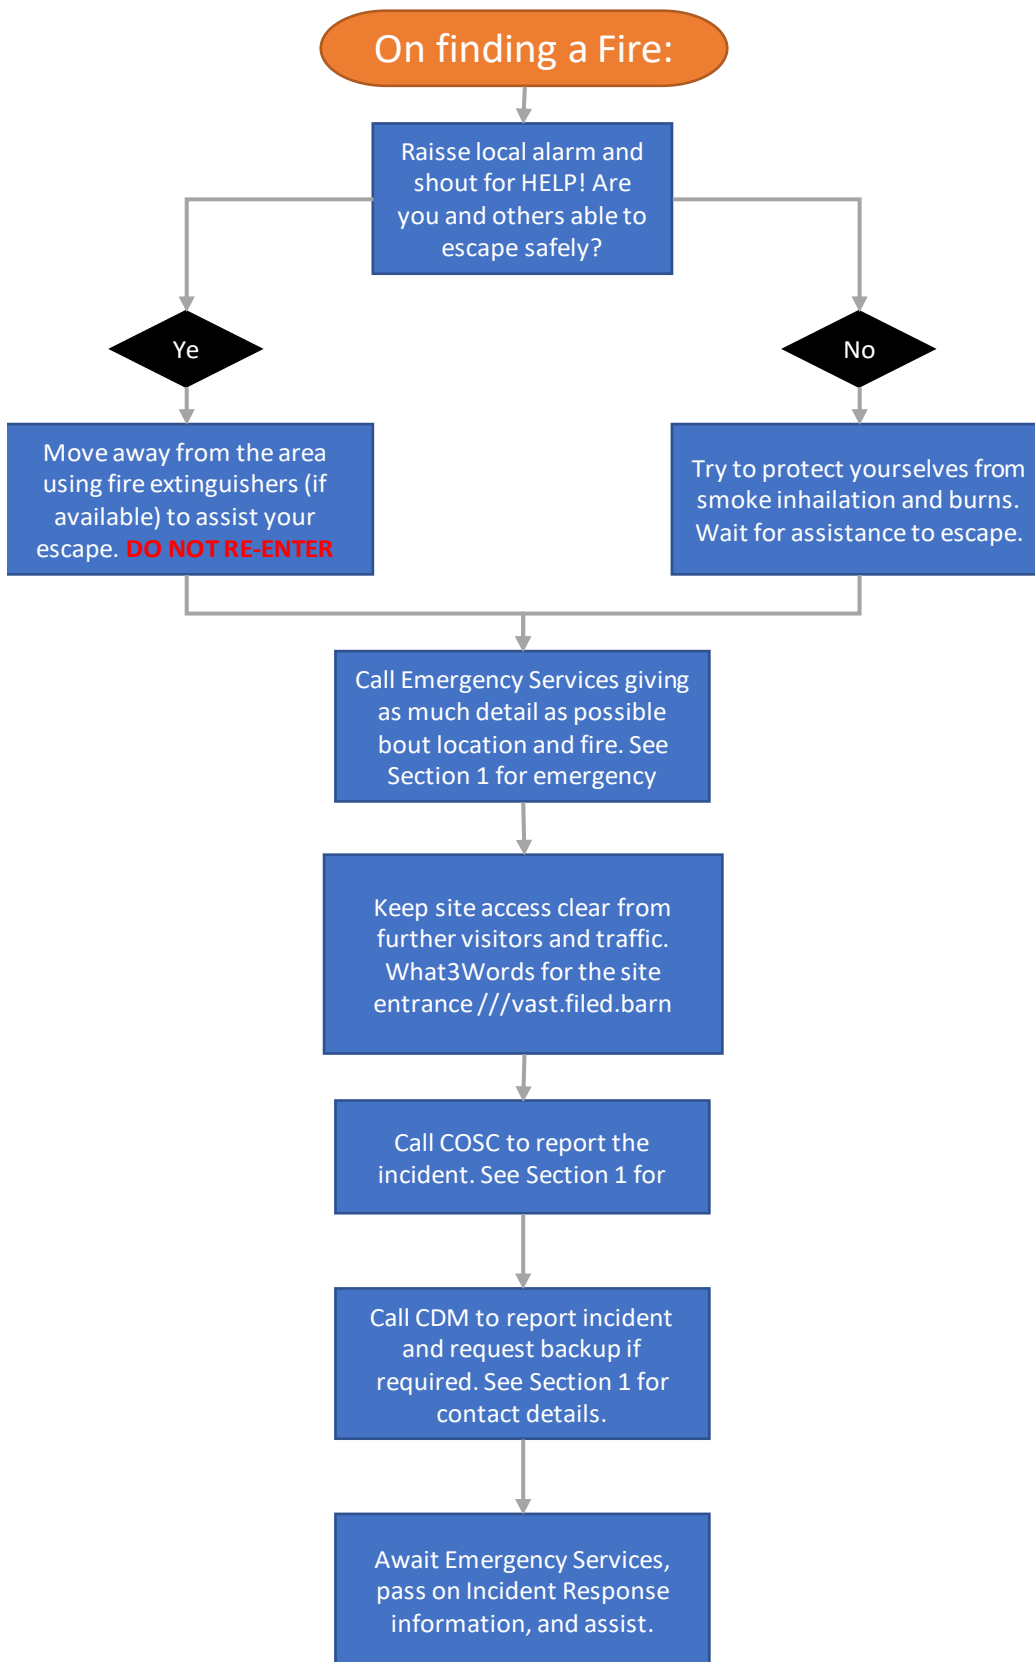 On finding a Fire:
Raisse local alarm and
shout for HELP! Are
you and others able to
escape safely?
Ye
No
Move away from the area
using fire extinguishers (if
available) to assist your
escape. DO NOT RE-ENTER
Try to protect yourselves from
smoke inhailation and burns.
Wait for assistance to escape.
Call Emergency Services giving
as much detail as possible
bout location and fire. See
Section 1 for emergency
Keep site access clear from
further visitors and traffic.
What3Words for the site
entrance ///vast.filed.barn
Call COSC to report the
incident. See Section 1 for
Call CDM to report incident
and request backup if
required. See Section 1 for
contact details.
Await Emergency Services,
pass on Incident Response
information, and assist.